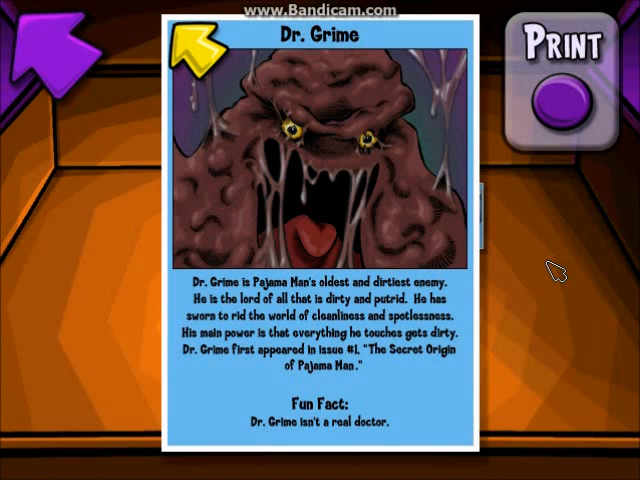 www.Bandicam.com
Dr. Grime
PRINT
Dr. Grime is Pajama Man's oldest and dirtiest enemy.
He is the lord of all that is dirty and putrid. He has
sworn to rid the world of cleanliness and spotlessness.
His main power is that everything he touches gets dirty.
Dr. Grime first appeared in issue #1, "The Secret Origin
of Pajama Man."
Fun Fact:
Dr. Grime isn't a real doctor.